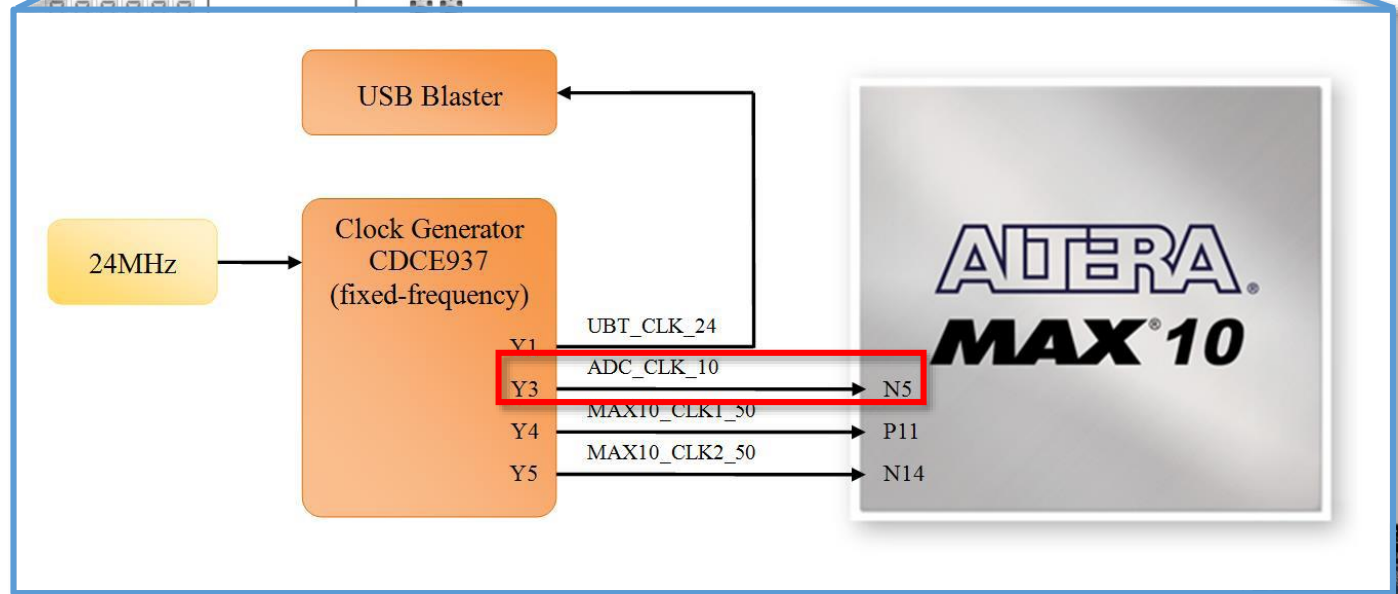 USB Blaster
24MHz
Clock Generator
CDCE937
(fixed-frequency)
Y1
UBT_CLK_24
Y3
ADC_CLK_10
N5
Y4
MAX10_CLK1_50
P11
Y5
MAX10_CLK2_50
N14
ALTERA.
MAX®10